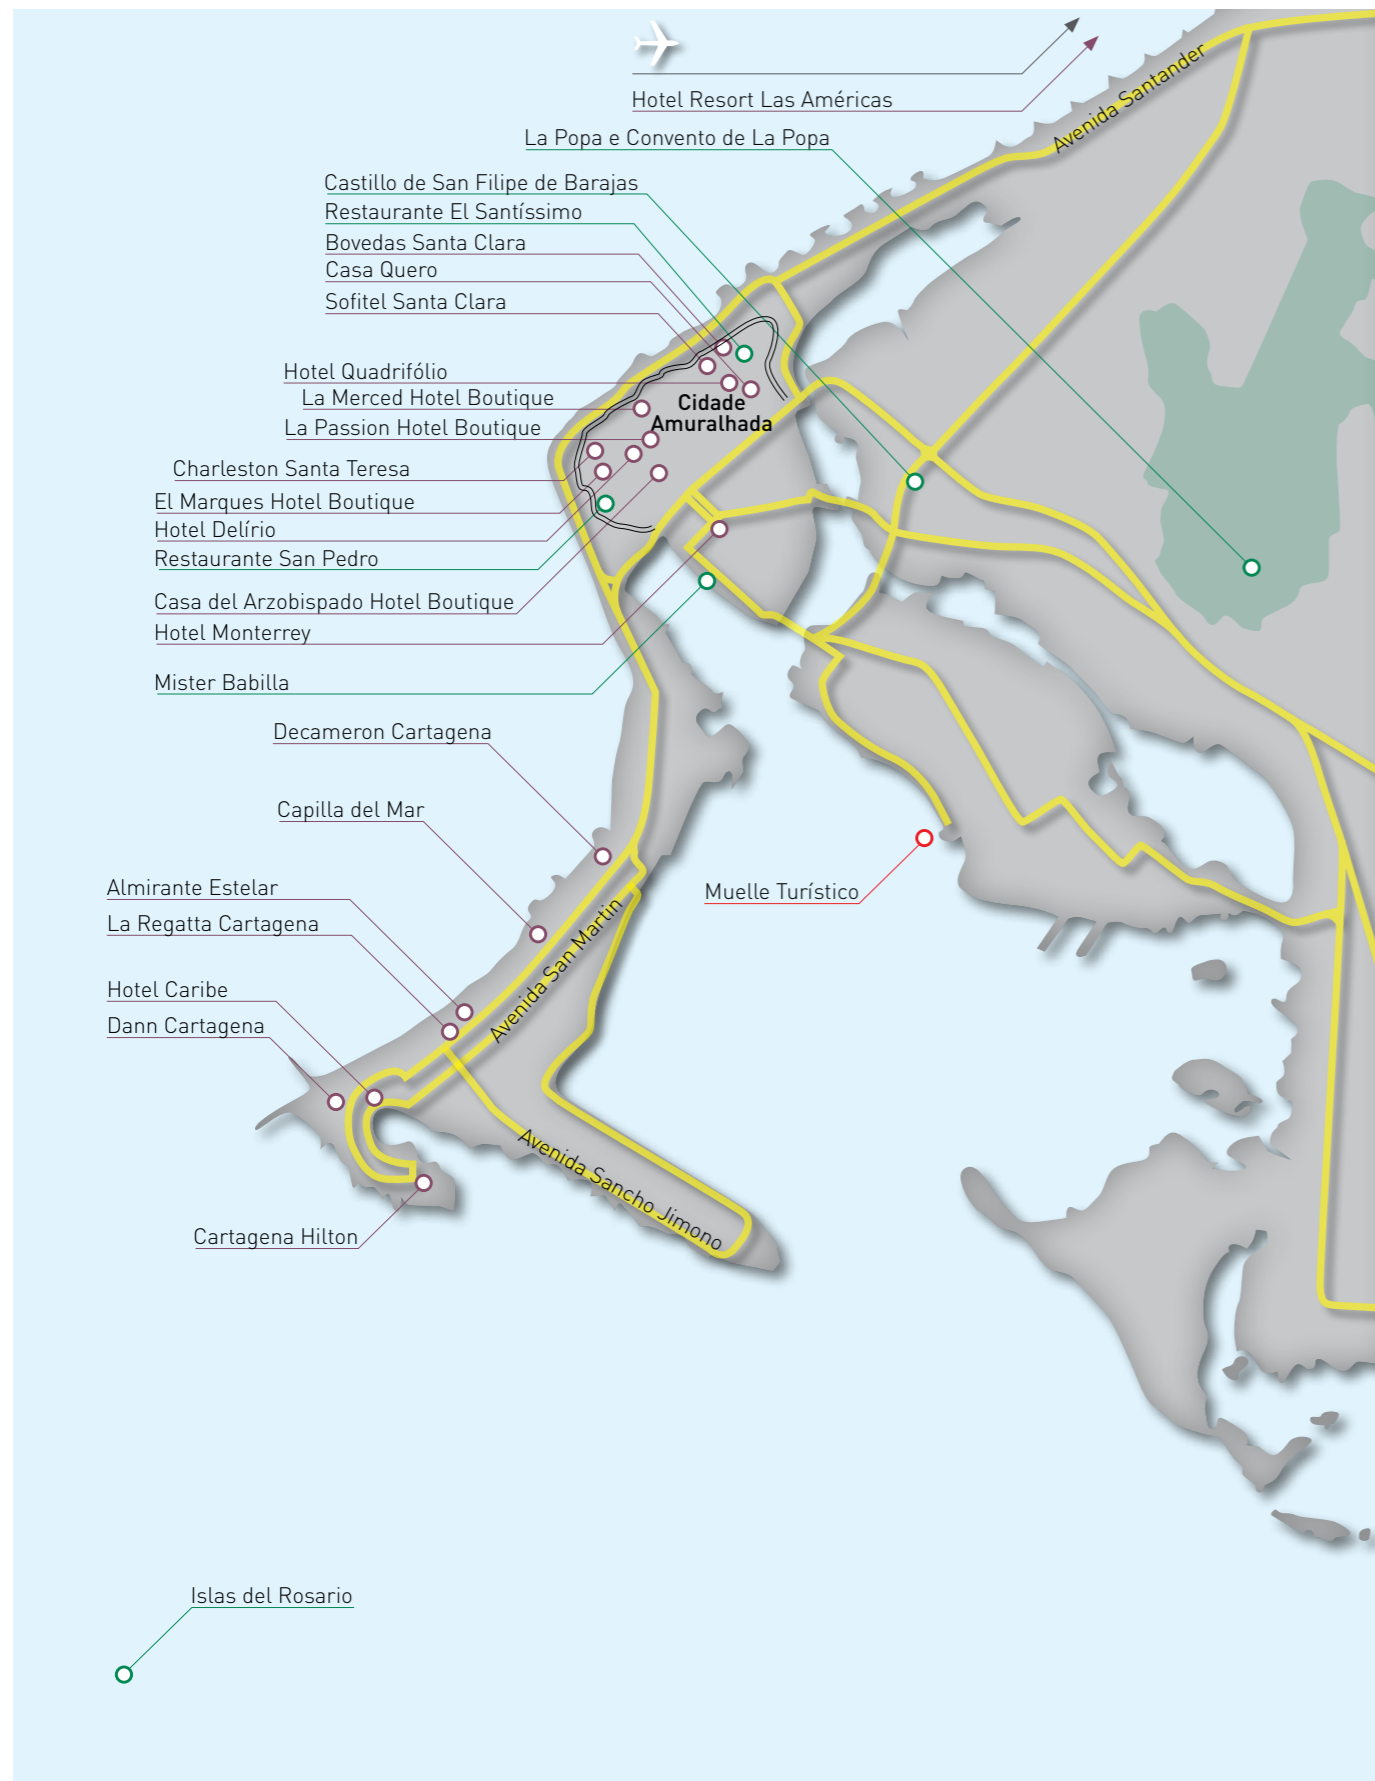 Hotel Resort Las Américas
Avenida Santander
La Popa e Convento de La Popa
Castillo de San Filipe de Barajas
Restaurante El Santíssimo
Bovedas Santa Clara
Casa Quero
Sofitel Santa Clara
Hotel Quadrifólio
La Merced Hotel Boutique
Cidade
Amuralhada
La Passion Hotel Boutique
Charleston Santa Teresa
El Marques Hotel Boutique
Hotel Delírio
Restaurante San Pedro
Casa del Arzobispado Hotel Boutique
Hotel Monterrey
Mister Babilla
Decameron Cartagena
Capilla del Mar
Almirante Estelar
Muelle Turístico
La Regatta Cartagena
Avenida San Martin
Hotel Caribe
Dann Cartagena
Avenida Sancho Jimono
Cartagena Hilton
Islas del Rosario